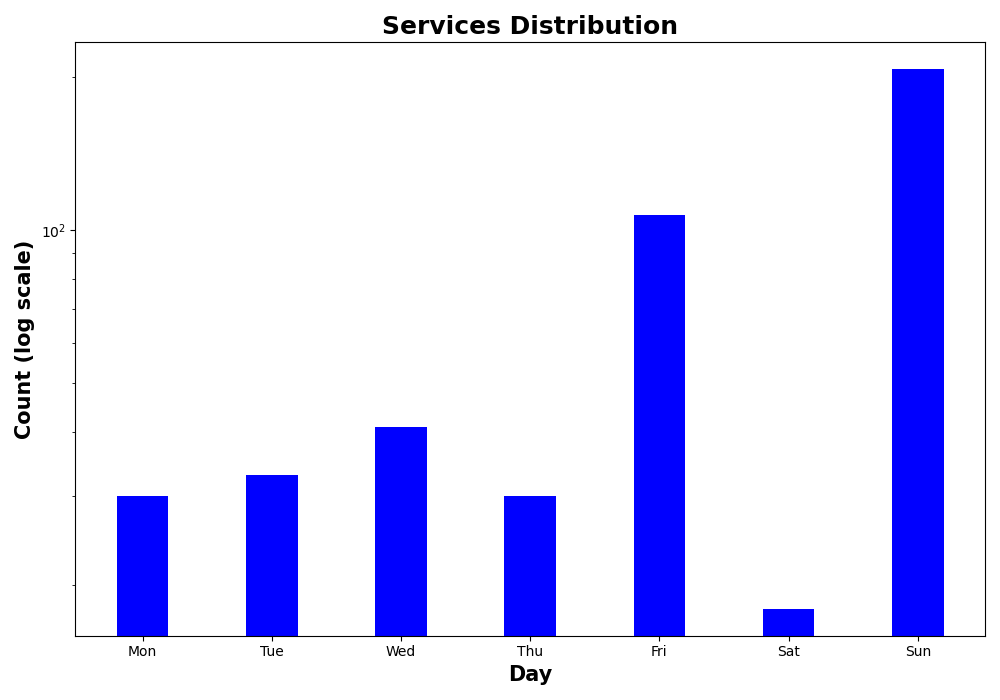 Services Distribution
Count (log scale)
10²
Mon Tue Wed Thu Fri Sat Sun
Day